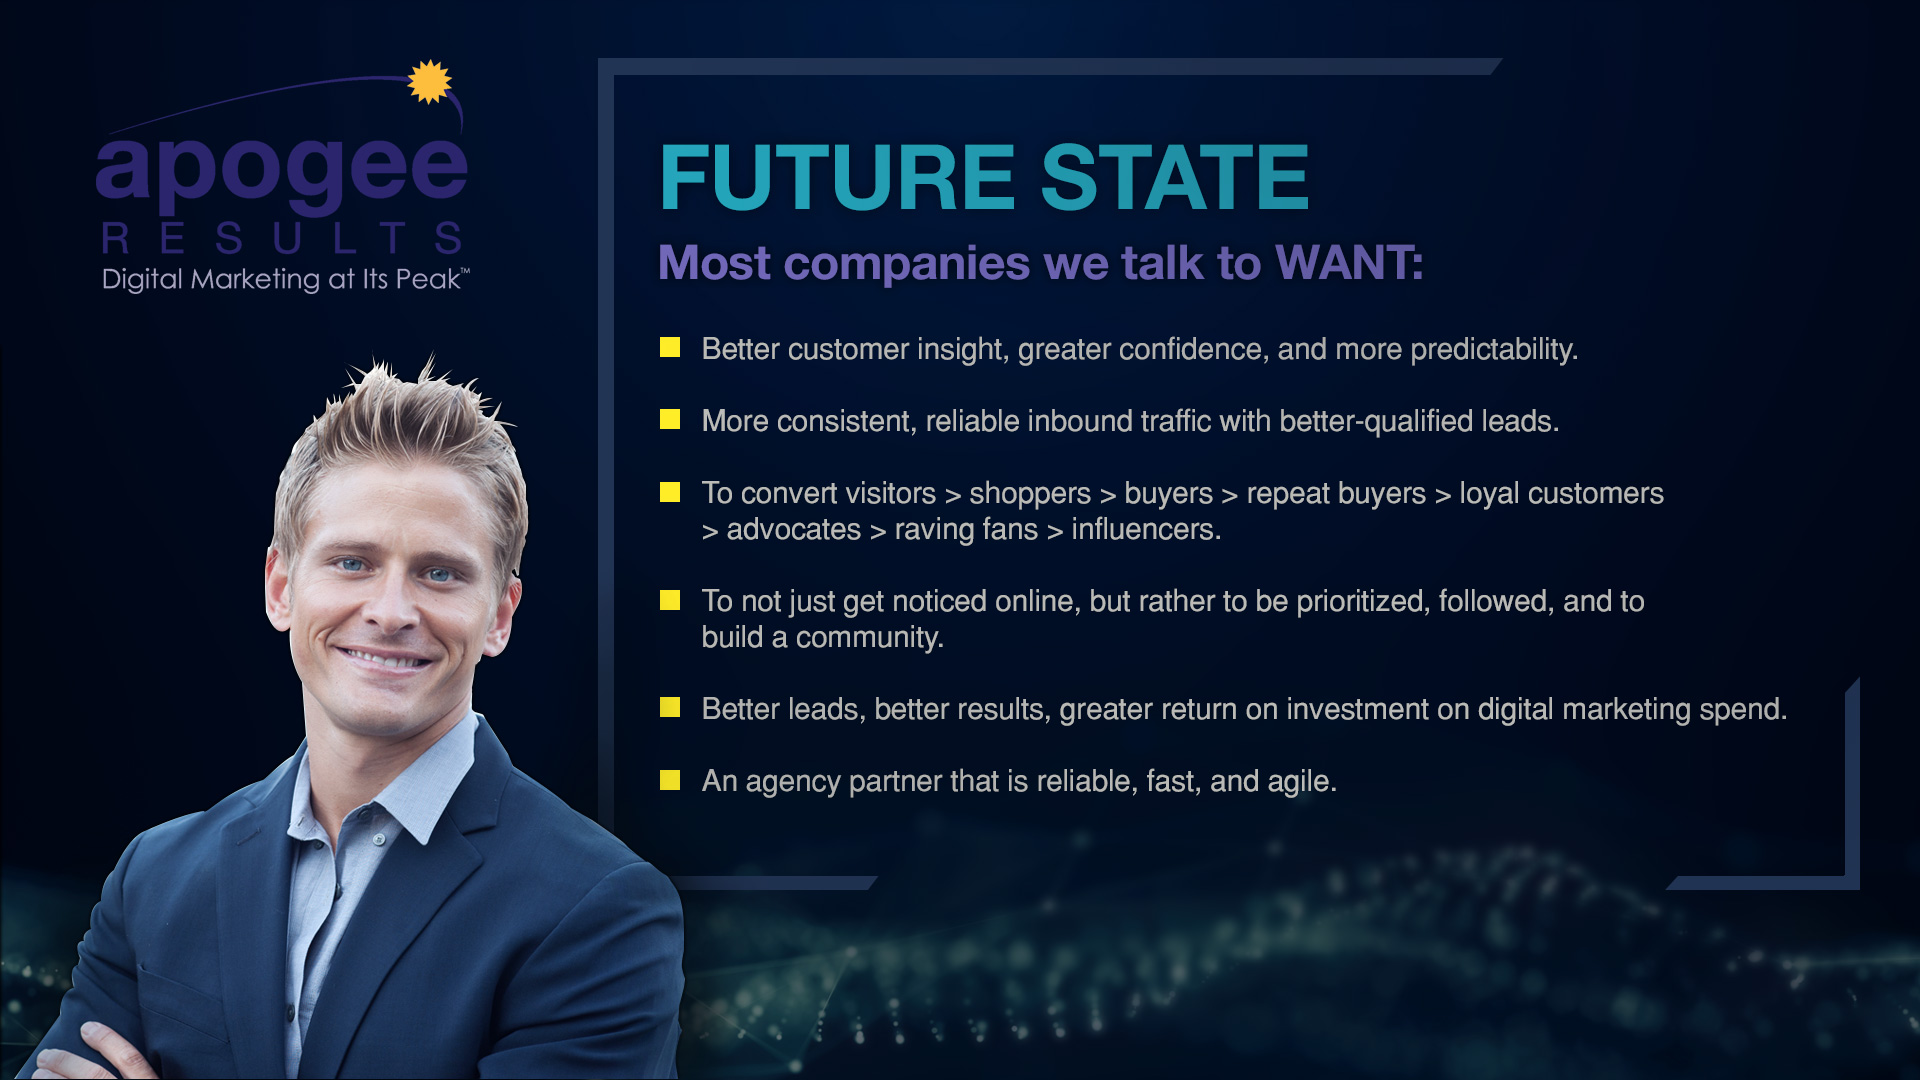 apogee
RESULTS
Digital Marketing at Its Peak™
FUTURE STATE
Most companies we talk to WANT:
Better customer insight, greater confidence, and more predictability.
More consistent, reliable inbound traffic with better-qualified leads.
To convert visitors > shoppers > buyers > repeat buyers > loyal customers
> advocates > raving fans > influencers.
To not just get noticed online, but rather to be prioritized, followed, and to
build a community.
Better leads, better results, greater return on investment on digital marketing spend.
An agency partner that is reliable, fast, and agile.